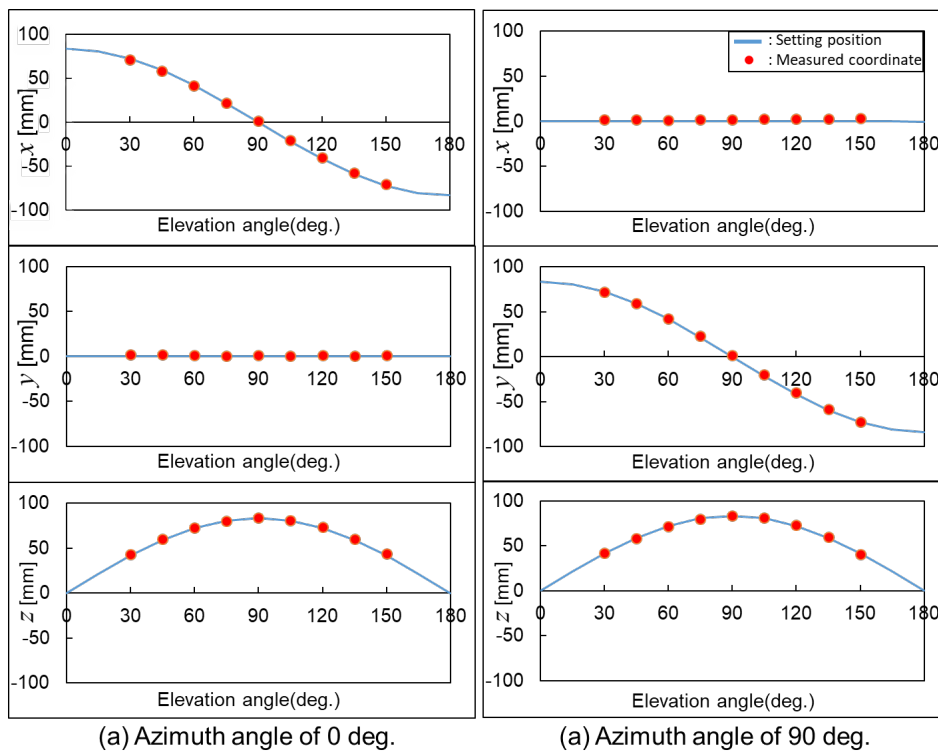 100
50
0
-50
-100
x [mm]
0 30 60 90 120 150 180
Elevation angle(deg.)
100
50
0
-50
-100
y [mm]
0 30 60 90 120 150 180
Elevation angle(deg.)
100
50
0
-50
-100
z [mm]
0 30 60 90 120 150 180
Elevation angle(deg.)
(a) Azimuth angle of 0 deg.
: Setting position
: Measured coordinate
100
50
0
-50
-100
x [mm]
0 30 60 90 120 150 180
Elevation angle(deg.)
100
50
0
-50
-100
y [mm]
0 30 60 90 120 150 180
Elevation angle(deg.)
100
50
0
-50
-100
z [mm]
0 30 60 90 120 150 180
Elevation angle(deg.)
(a) Azimuth angle of 90 deg.